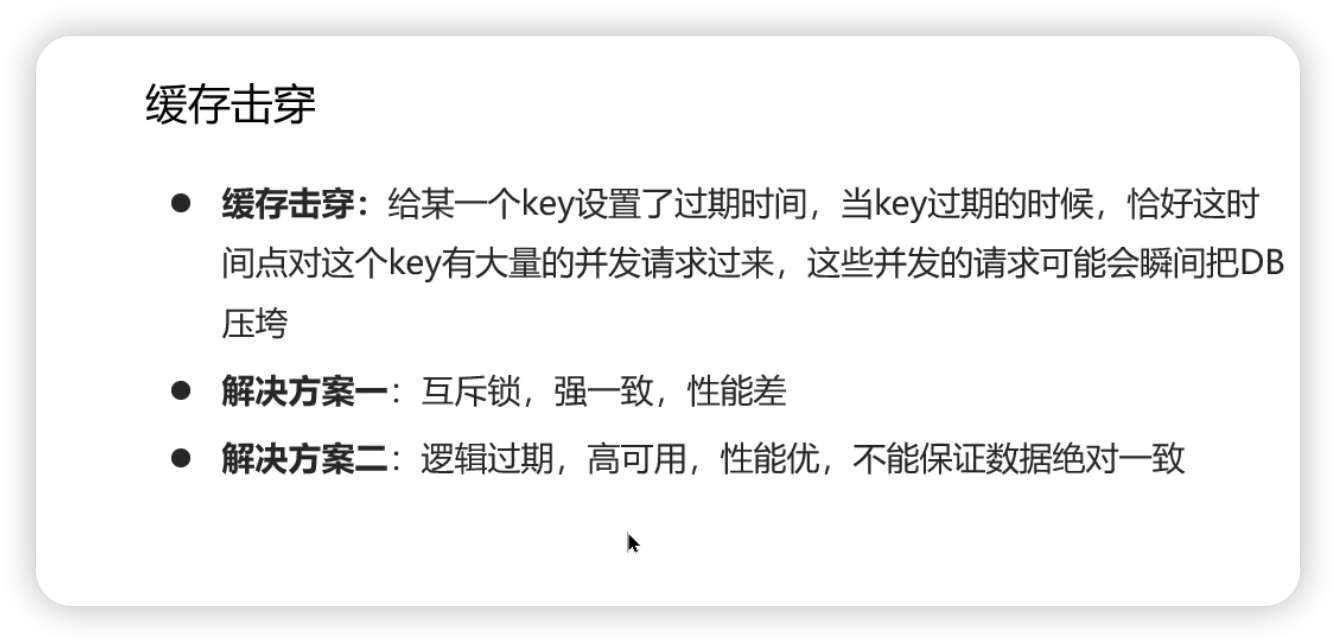 缓存击穿
● 缓存击穿：给某一个key设置了过期时间，当key过期的时候，恰好这时
间点对这个key有大量的并发请求过来，这些并发的请求可能会瞬间把DB
压垮
● 解决方案一：互斥锁，强一致，性能差
● 解决方案二：逻辑过期，高可用，性能优，不能保证数据绝对一致